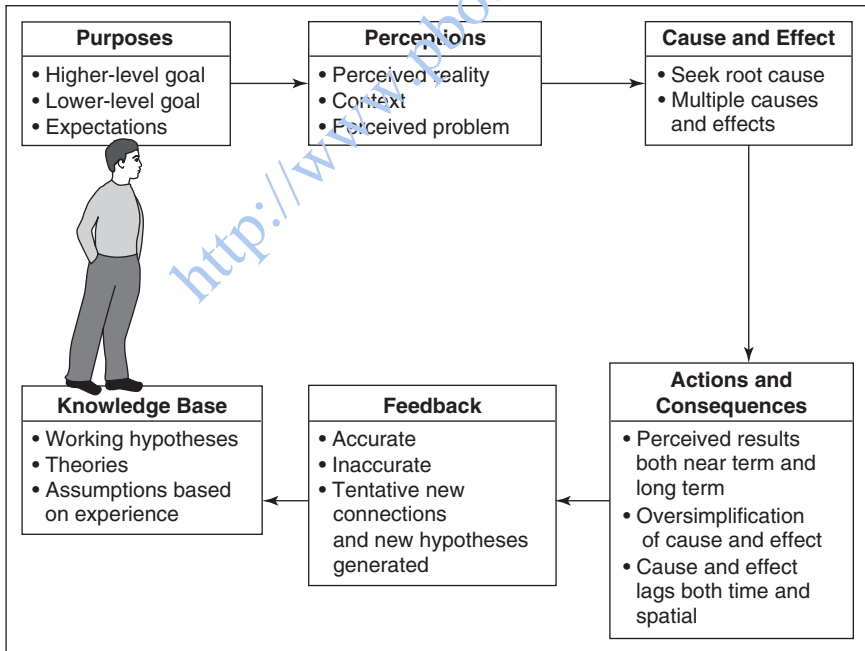 Purposes
• Higher-level goal
• Lower-level goal
• Expectations
Perceptions
• Perceived reality
• Context
• Perceived problem
Cause and Effect
• Seek root cause
• Multiple causes
and effects
Actions and
Consequences
• Perceived results
both near term and
long term
• Oversimplification
of cause and effect
• Cause and effect
lags both time and
spatial
Feedback
• Accurate
• Inaccurate
• Tentative new
connections
and new hypotheses
generated
Knowledge Base
• Working hypotheses
• Theories
• Assumptions based
on experience
http://www.pboo